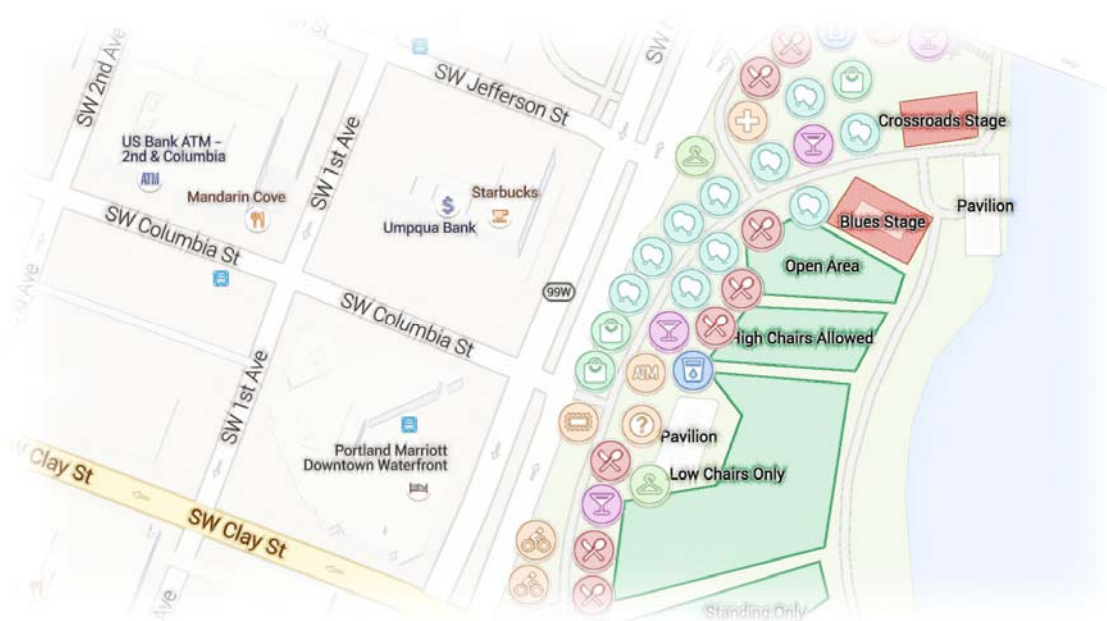 SW 2nd Ave
SW Jefferson St
Crossroads Stage
US Bank ATM -
2nd & Columbia
ATM
SW 1st Ave
Mandarin Cove
Starbucks
$
Umpqua Bank
Pavilion
Blues Stage
SW Columbia St
Open Area
99W
SW Columbia St
High Chairs Allowed
ATM
SW 1st Ave
?
Pavilion
Portland Marriott
Downtown Waterfront
Low Chairs Only
Clay St
SW Clay St
Ave
Standing Only